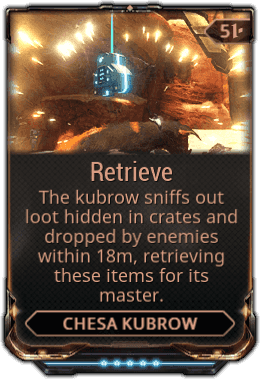 51
Retrieve
The kubrow sniffs out
loot hidden in crates and
dropped by enemies
within 18m, retrieving
these items for its
master.
CHESA KUBROW